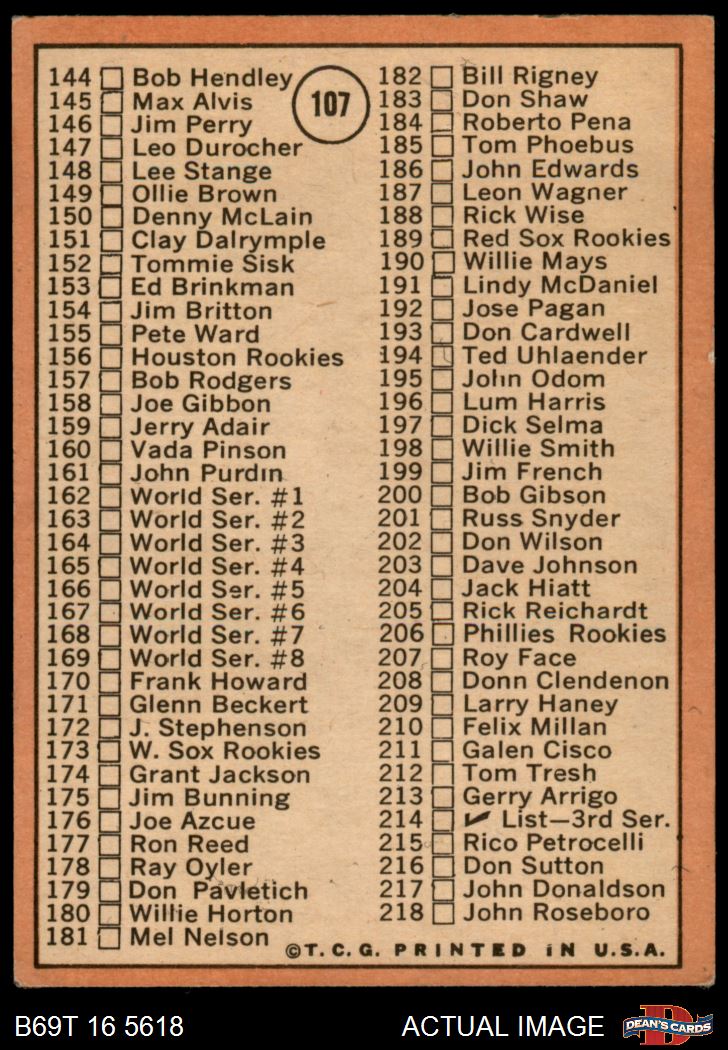 107
144 Bob Hendley
145 Max Alvis
146 Jim Perry
147 Leo Durocher
148 Lee Stange
149 Ollie Brown
150 Denny McLain
151 Clay Dalrymple
152 Tommie Sisk
153 Ed Brinkman
154 Jim Britton
155 Pete Ward
156 Houston Rookies
157 Bob Rodgers
158 Joe Gibbon
159 Jerry Adair
160 Vada Pinson
161 John Purdin
162 World Ser. #1
163 World Ser. #2
164 World Ser. #3
165 World Ser. #4
166 World Ser. #5
167 World Ser. #6
168 World Ser. #7
169 World Ser. #8
170 Frank Howard
171 Glenn Beckert
172 J. Stephenson
173 W. Sox Rookies
174 Grant Jackson
175 Jim Bunning
176 Joe Azcue
177 Ron Reed
178 Ray Oyler
179 Don Pavletich
180 Willie Horton
181 Mel Nelson
182 Bill Rigney
183 Don Shaw
184 Roberto Pena
185 Tom Phoebus
186 John Edwards
187 Leon Wagner
188 Rick Wise
189 Red Sox Rookies
190 Willie Mays
191 Lindy McDaniel
192 Jose Pagan
193 Don Cardwell
194 Ted Uhlaender
195 John Odom
196 Lum Harris
197 Dick Selma
198 Willie Smith
199 Jim French
200 Bob Gibson
201 Russ Snyder
202 Don Wilson
203 Dave Johnson
204 Jack Hiatt
205 Rick Reichardt
206 Phillies Rookies
207 Roy Face
208 Donn Clendenon
209 Larry Haney
210 Felix Millan
211 Galen Cisco
212 Tom Tresh
213 Gerry Arrigo
214 ✔ List—3rd Ser.
215 Rico Petrocelli
216 Don Sutton
217 John Donaldson
218 John Roseboro
©T.C.G. PRINTED iN U.S.A.
B69T 16 5618 ACTUAL IMAGE
D
DEAN'S CARDS